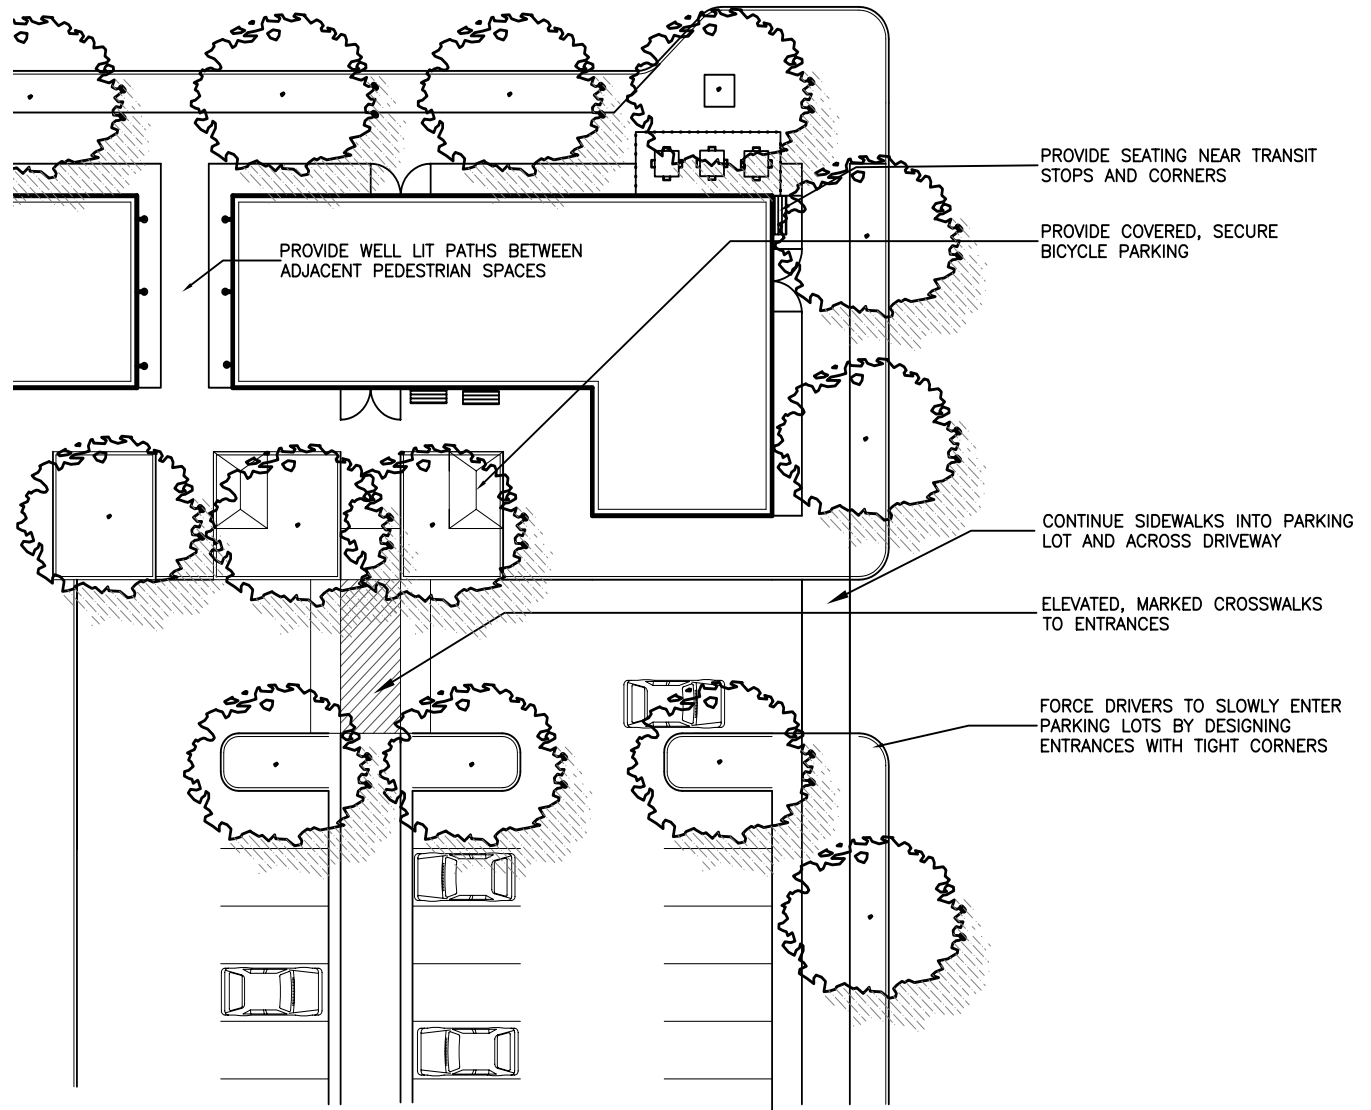 PROVIDE SEATING NEAR TRANSIT
STOPS AND CORNERS
PROVIDE COVERED, SECURE
BICYCLE PARKING
PROVIDE WELL LIT PATHS BETWEEN
ADJACENT PEDESTRIAN SPACES
CONTINUE SIDEWALKS INTO PARKING
LOT AND ACROSS DRIVEWAY
ELEVATED, MARKED CROSSWALKS
TO ENTRANCES
FORCE DRIVERS TO SLOWLY ENTER
PARKING LOTS BY DESIGNING
ENTRANCES WITH TIGHT CORNERS